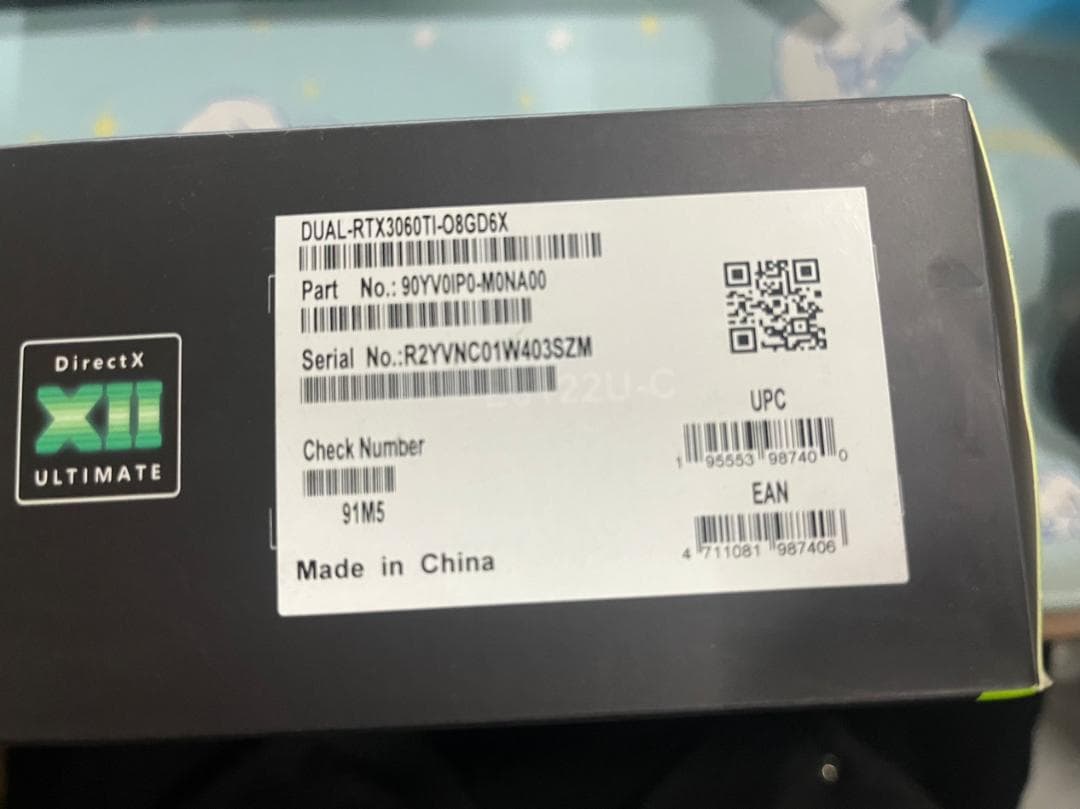 DirectX
XII
ULTIMATE
DUAL-RTX3060TI-O8GD6X
Part No.: 90YV0IP0-M0NA00
Serial No.:R2YVNC01W403SZM
Check Number
91M5
Made in China
UPC
1 95553 98740 0
EAN
4 711081 987406